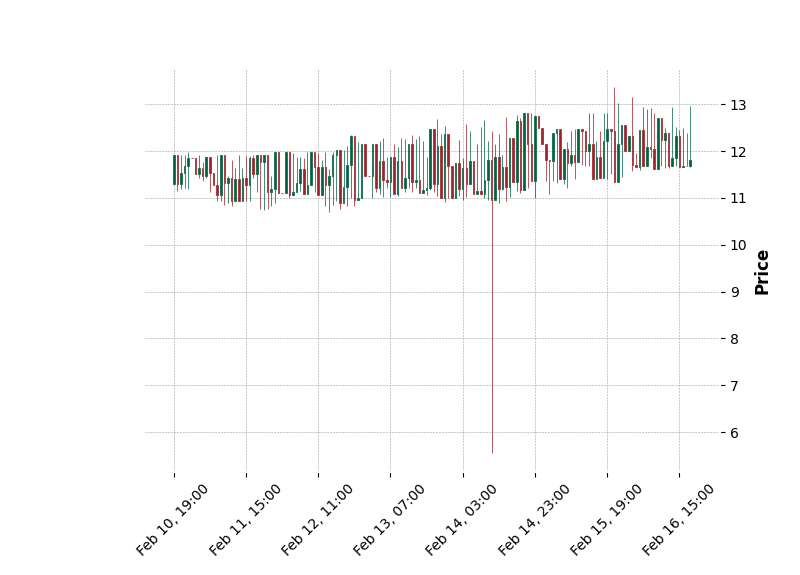 13
12
11
10
9
8
7
6
Price
Feb 10, 19:00
Feb 11, 15:00
Feb 12, 11:00
Feb 13, 07:00
Feb 14, 03:00
Feb 14, 23:00
Feb 15, 19:00
Feb 16, 15:00